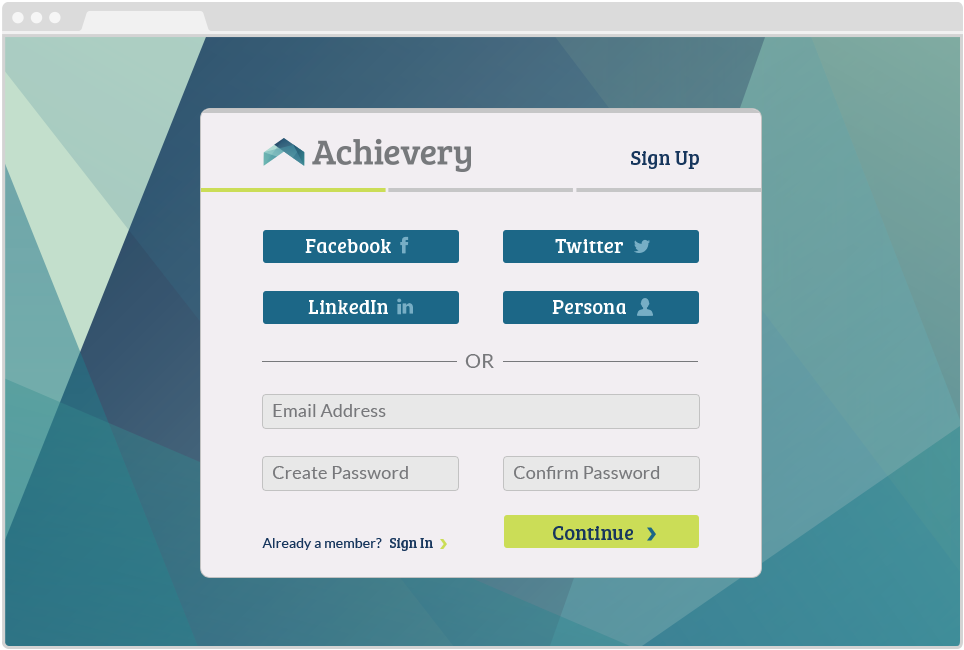 Achievery
Sign Up
Facebook f
Twitter
LinkedIn in
Persona
OR
Email Address
Create Password
Confirm Password
Already a member? Sign In
Continue